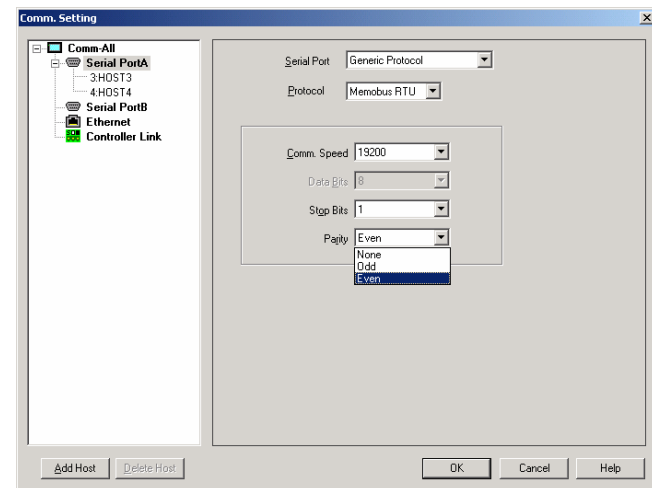 Comm. Setting
Comm-All
Serial PortA
3:HOST3
4:HOST4
Serial PortB
Ethernet
Controller Link
Serial Port Generic Protocol
Protocol Memobus RTU
Comm. Speed 19200
Data Bits 8
Stop Bits 1
Parity Even
None
Odd
Even
Add Host Delete Host OK Cancel Help